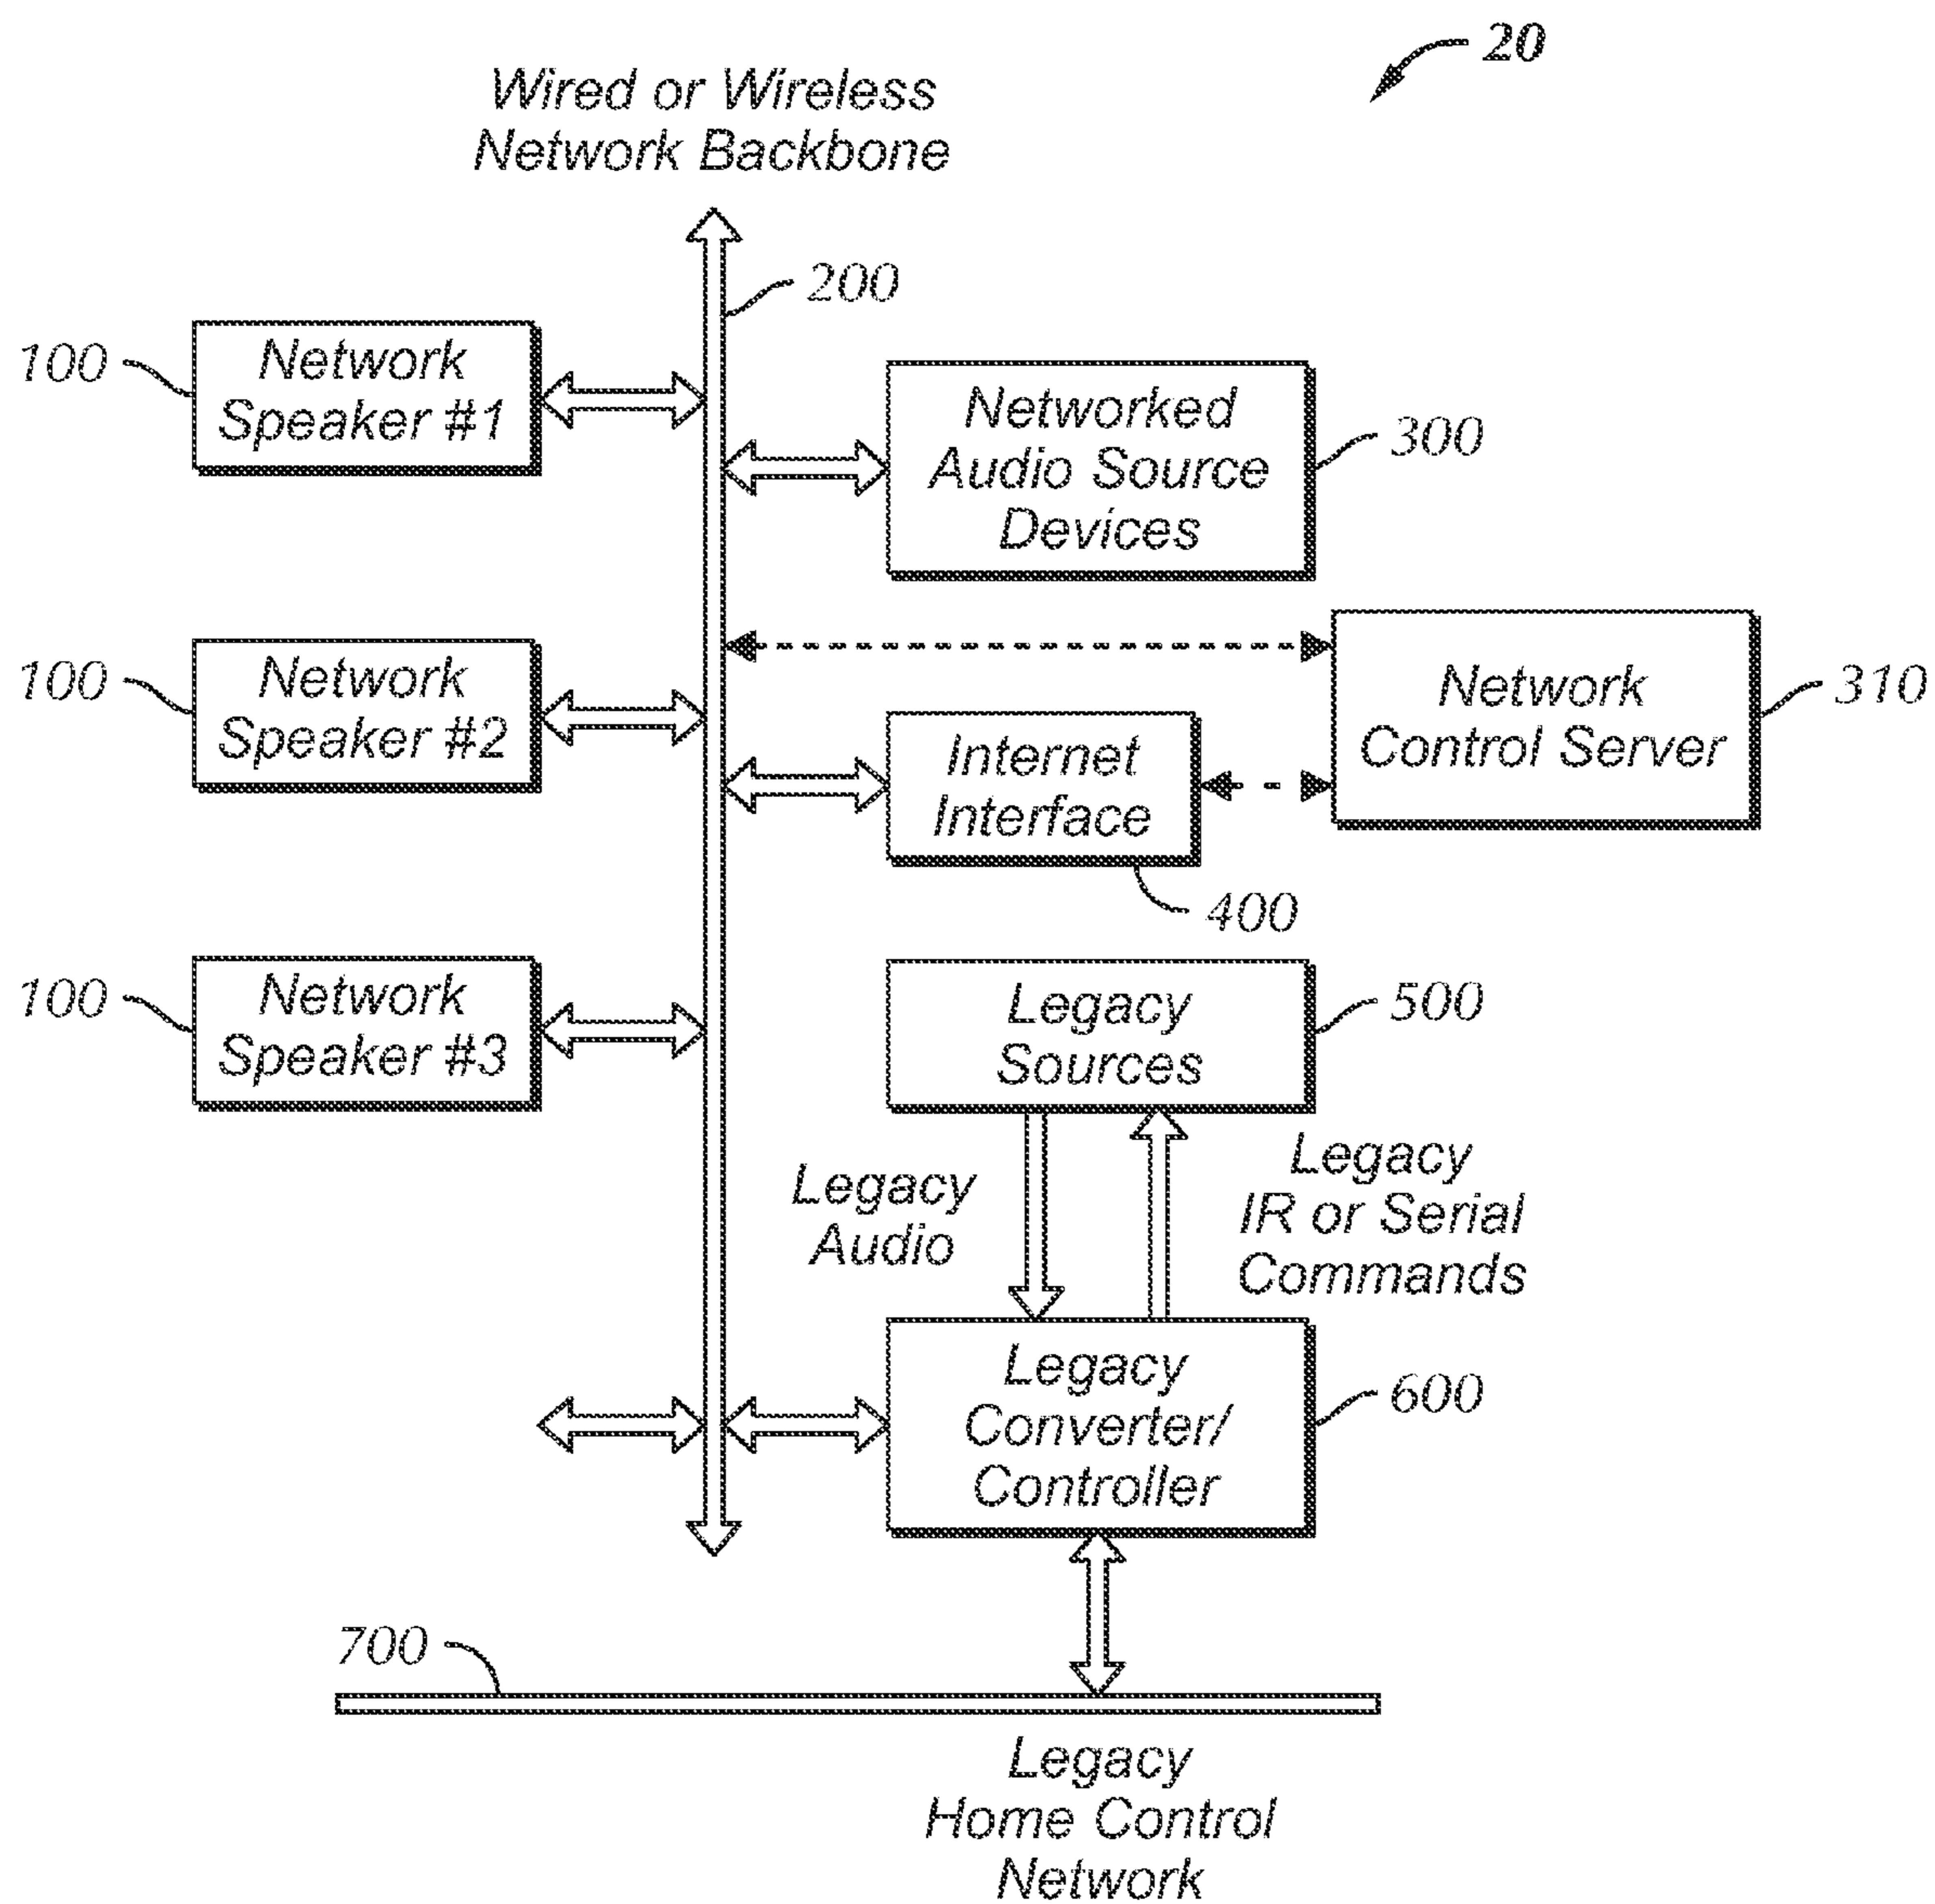 20
Wired or Wireless
Network Backbone
200
100
Network
Speaker #1
Networked
Audio Source
Devices
300
100
Network
Speaker #2
Network
Control Server
310
Internet
Interface
400
100
Network
Speaker #3
Legacy
Sources
500
Legacy
Audio
Legacy
IR or Serial
Commands
Legacy
Converter/
Controller
600
700
Legacy
Home Control
Network